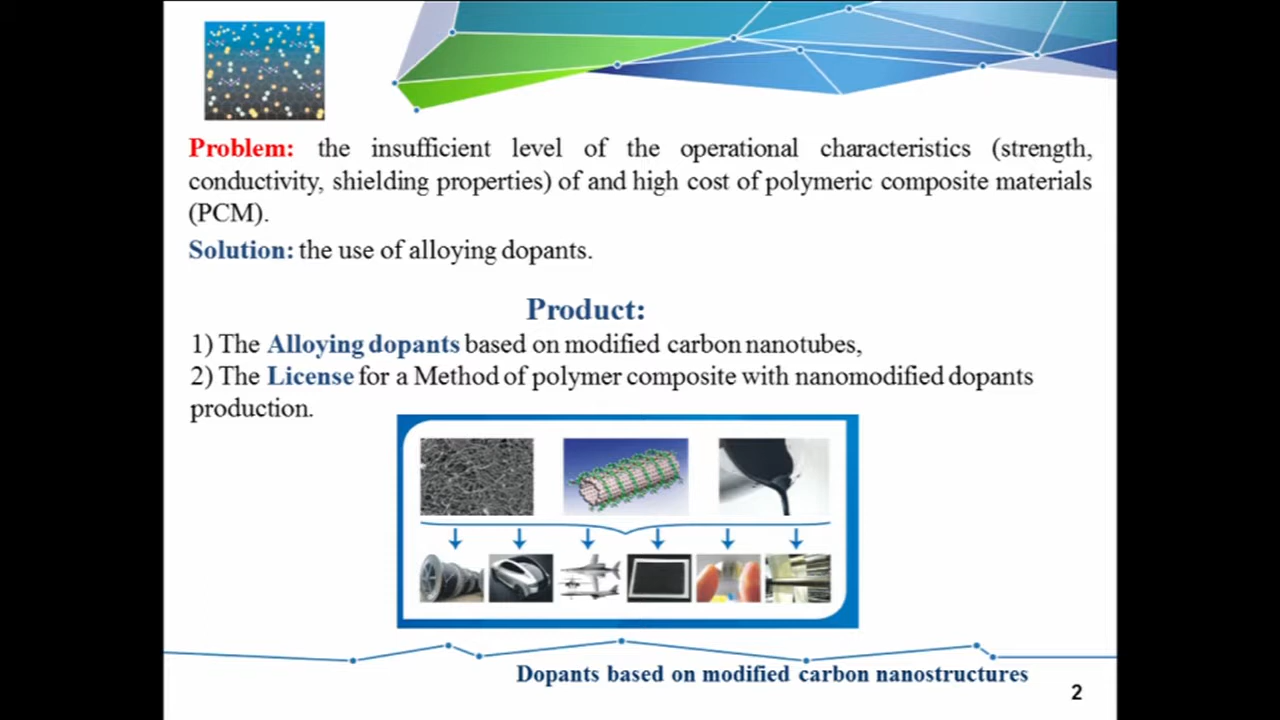 Problem: the insufficient level of the operational characteristics (strength,
conductivity, shielding properties) of and high cost of polymeric composite materials
(PCM).
Solution: the use of alloying dopants.
Product:
1) The Alloying dopants based on modified carbon nanotubes,
2) The License for a Method of polymer composite with nanomodified dopants
production.
Dopants based on modified carbon nanostructures
2